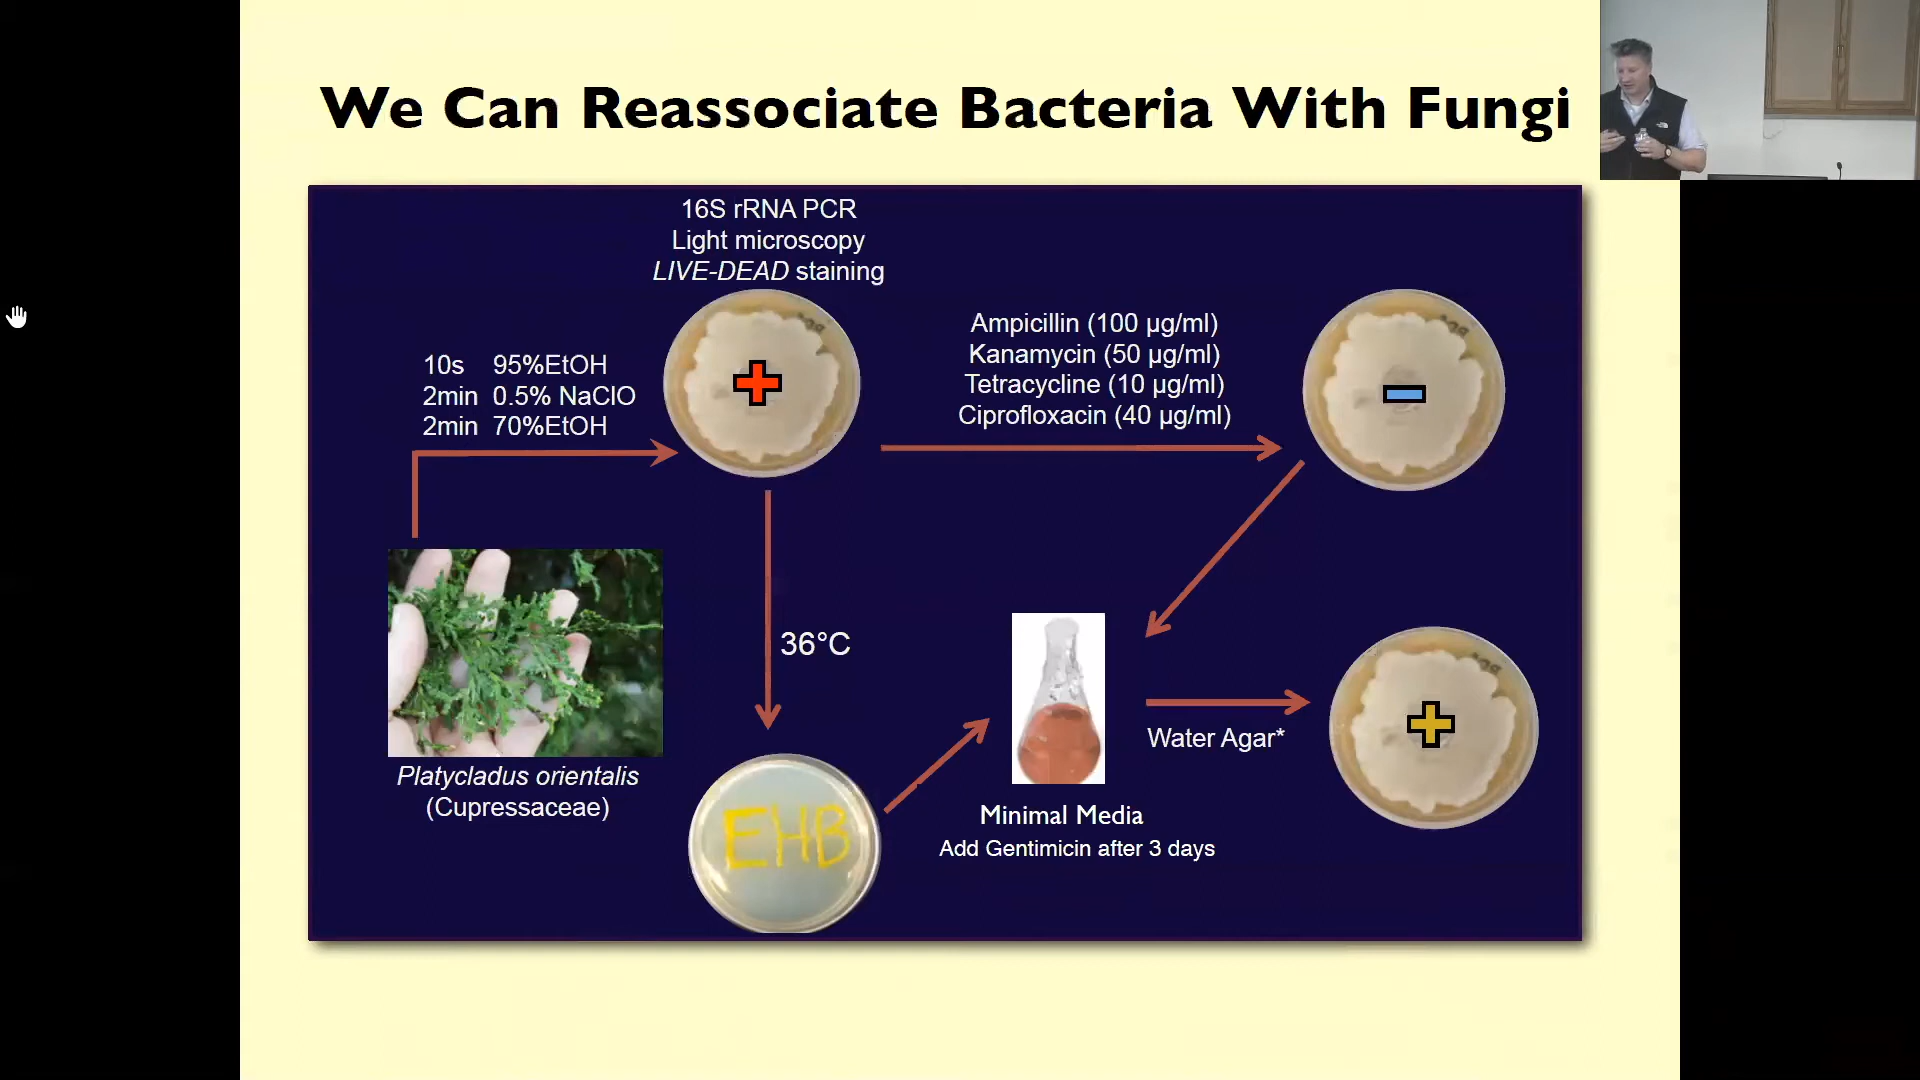 We Can Reassociate Bacteria With Fungi
16S rRNA PCR
Light microscopy
LIVE-DEAD staining
10s 95%EtOH
2min 0.5% NaClO
2min 70%EtOH
Ampicillin (100 µg/ml)
Kanamycin (50 µg/ml)
Tetracycline (10 µg/ml)
Ciprofloxacin (40 µg/ml)
36°C
Platycladus orientalis
(Cupressaceae)
EHB
Minimal Media
Add Gentimicin after 3 days
Water Agar*